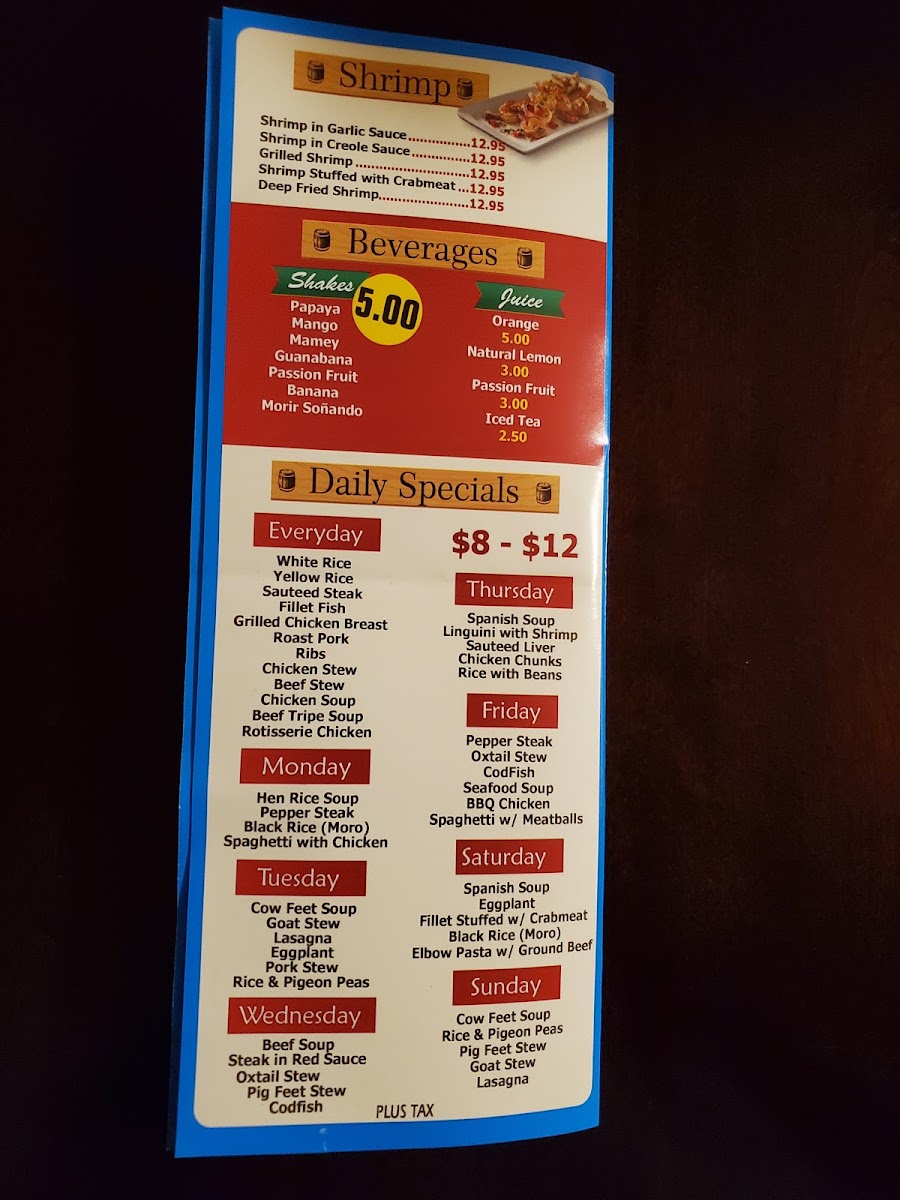 Shrimp
Shrimp in Garlic Sauce.................12.95
Shrimp in Creole Sauce...............12.95
Grilled Shrimp .............................12.95
Shrimp Stuffed with Crabmeat ...12.95
Deep Fried Shrimp.......................12.95
Beverages
Shakes
5.00
Papaya
Mango
Mamey
Guanabana
Passion Fruit
Banana
Morir Soñando
Juice
Orange
5.00
Natural Lemon
3.00
Passion Fruit
3.00
Iced Tea
2.50
Daily Specials
Everyday
White Rice
Yellow Rice
Sauteed Steak
Fillet Fish
Grilled Chicken Breast
Roast Pork
Ribs
Chicken Stew
Beef Stew
Chicken Soup
Beef Tripe Soup
Rotisserie Chicken
Monday
Hen Rice Soup
Pepper Steak
Black Rice (Moro)
Spaghetti with Chicken
Tuesday
Cow Feet Soup
Goat Stew
Lasagna
Eggplant
Pork Stew
Rice & Pigeon Peas
Wednesday
Beef Soup
Steak in Red Sauce
Oxtail Stew
Pig Feet Stew
Codfish
$8 - $12
Thursday
Spanish Soup
Linguini with Shrimp
Sauteed Liver
Chicken Chunks
Rice with Beans
Friday
Pepper Steak
Oxtail Stew
CodFish
Seafood Soup
BBQ Chicken
Spaghetti w/ Meatballs
Saturday
Spanish Soup
Eggplant
Fillet Stuffed w/ Crabmeat
Black Rice (Moro)
Elbow Pasta w/ Ground Beef
Sunday
Cow Feet Soup
Rice & Pigeon Peas
Pig Feet Stew
Goat Stew
Lasagna
PLUS TAX